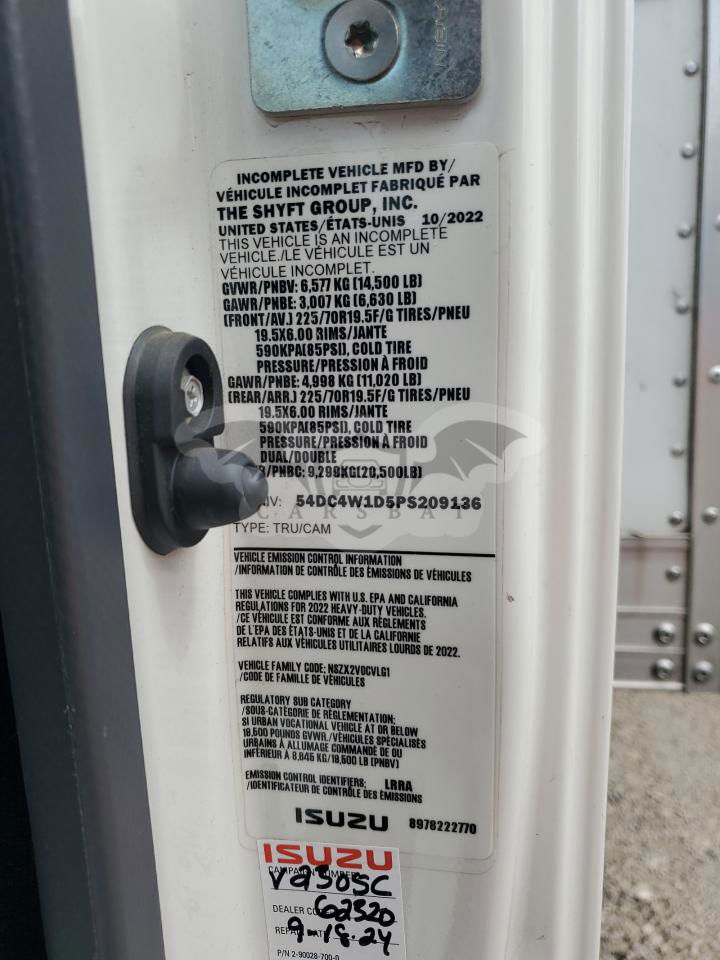 INCOMPLETE VEHICLE MFD BY/
VÉHICULE INCOMPLET FABRIQUÉ PAR
THE SHYFT GROUP, INC.
UNITED STATES/ÉTATS-UNIS 10/2022
THIS VEHICLE IS AN INCOMPLETE
VEHICLE./LE VÉHICULE EST UN
VÉHICULE INCOMPLET.
GVWR/PNBV: 6,577 KG (14,500 LB)
GAWR/PNBE: 3,007 KG (6,630 LB)
(FRONT/AV.) 225/70R19.5F/G TIRES/PNEU
19.5X6.00 RIMS/JANTE
590KPA(85PSI), COLD TIRE
PRESSURE/PRESSION À FROID
GAWR/PNBE: 4,998 KG (11,020 LB)
(REAR/ARR.) 225/70R19.5F/G TIRES/PNEU
19.5X6.00 RIMS/JANTE
590KPA(85PSI), COLD TIRE
PRESSURE/PRESSION À FROID
DUAL/DOUBLE
/PNBC: 9,298KG(20,500LB)
NIV: 54DC4W1D5PS209136
CARSBAT
TYPE: TRU/CAM
VEHICLE EMISSION CONTROL INFORMATION
/INFORMATION DE CONTRÔLE DES ÉMISSIONS DE VÉHICULES
THIS VEHICLE COMPLIES WITH U.S. EPA AND CALIFORNIA
REGULATIONS FOR 2022 HEAVY-DUTY VEHICLES.
/CE VÉHICULE EST CONFORME AUX RÈGLEMENTS
DE L'EPA DES ÉTATS-UNIS ET DE LA CALIFORNIE
RELATIFS AUX VÉHICULES UTILITAIRES LOURDS DE 2022.
VEHICLE FAMILY CODE: NSZX2VOCVLG1
/CODE DE FAMILLE DE VÉHICULES
REGULATORY SUB CATEGORY
/SOUS-CATÉGORIE DE RÉGLEMENTATION:
SI URBAN VOCATIONAL VEHICLE AT OR BELOW
19,500 POUNDS GVWR./VÉHICULES SPÉCIALISÉS
URBAINS À ALLUMAGE COMMANDÉ DE OU
INFÉRIEUR À 8,845 KG/19,500 LB (PNBV)
EMISSION CONTROL IDENTIFIERS: LRRA
/IDENTIFICATEUR DE CONTRÔLE DES ÉMISSIONS
ISUZU 8978222770
ISUZU
CAMPAIGN NUMBER
V2305C
DEALER CODE 62320
REPAIR DATE 9-18-24
P/N 2-90028-700-0